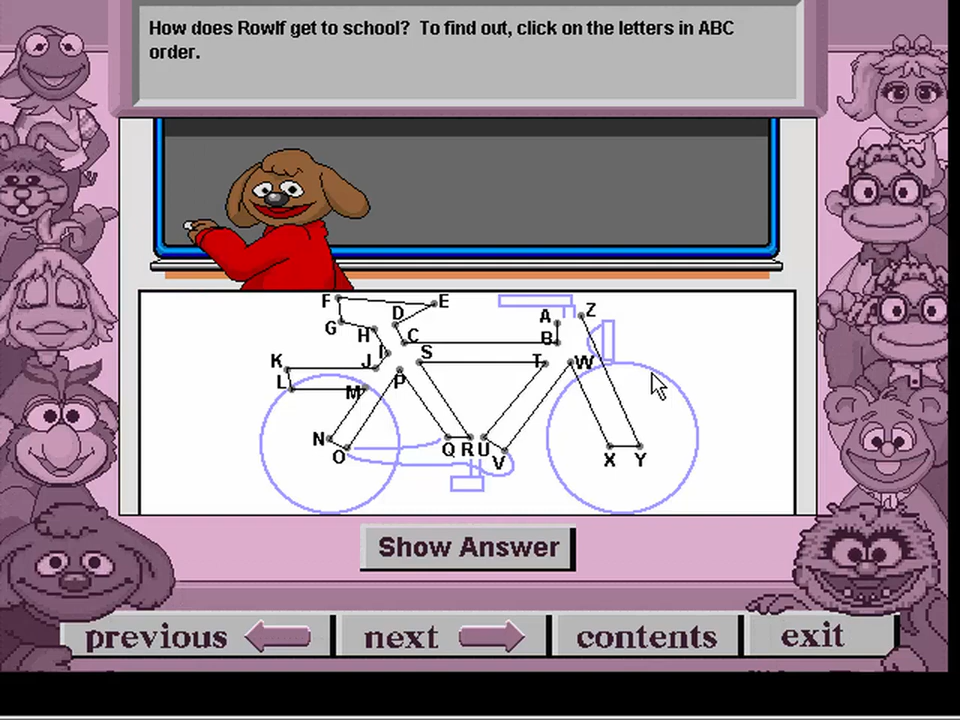 How does Rowlf get to school?  To find out, click on the letters in ABC
order.
F E
D A Z
G H C B
I S
K J T W
L M P
N O Q R U V X Y
Show Answer
previous next contents exit